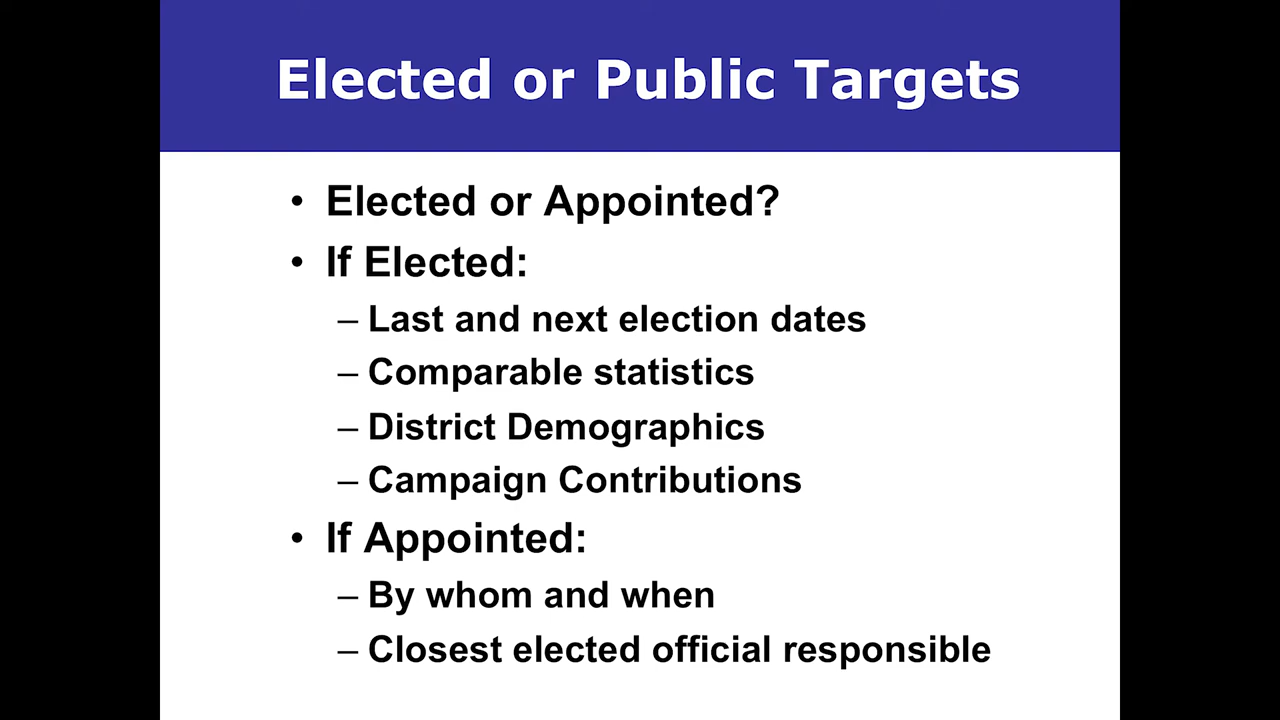 Elected or Public Targets
• Elected or Appointed?
• If Elected:
– Last and next election dates
– Comparable statistics
– District Demographics
– Campaign Contributions
• If Appointed:
– By whom and when
– Closest elected official responsible